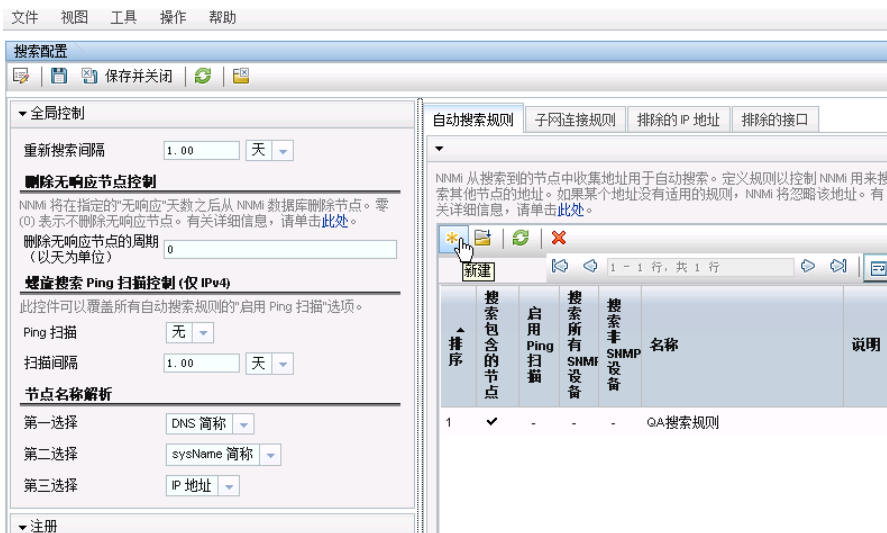 文件 视图 工具 操作 帮助
搜索配置
保存并关闭
全局控制
重新搜索间隔 1.00 天
删除无响应节点控制
NNMi 将在指定的"无响应"天数之后从 NNMi 数据库删除节点。零
(0) 表示不删除无响应节点。有关详细信息，请单击此处。
删除无响应节点的周期
（以天为单位） 0
螺旋搜索 Ping 扫描控制 (仅 IPv4)
此控件可以覆盖所有自动搜索规则的"启用 Ping 扫描"选项。
Ping 扫描 无
扫描间隔 1.00 天
节点名称解析
第一选择 DNS 简称
第二选择 sysName 简称
第三选择 IP 地址
注册
自动搜索规则 子网连接规则 排除的 IP 地址 排除的接口
NNMi 从搜索到的节点中收集地址用于自动搜索。定义规则以控制 NNMi 用来搜
索其他节点的地址。如果某个地址没有适用的规则，NNMi 将忽略该地址。有
关详细信息，请单击此处。
新建
1 - 1 行, 共 1 行
排序 搜索包含的节点 启用 Ping 扫描 搜索所有 SNMP 设备 搜索非 SNMP 设备 名称 说明
1 ✔ - - - QA搜索规则